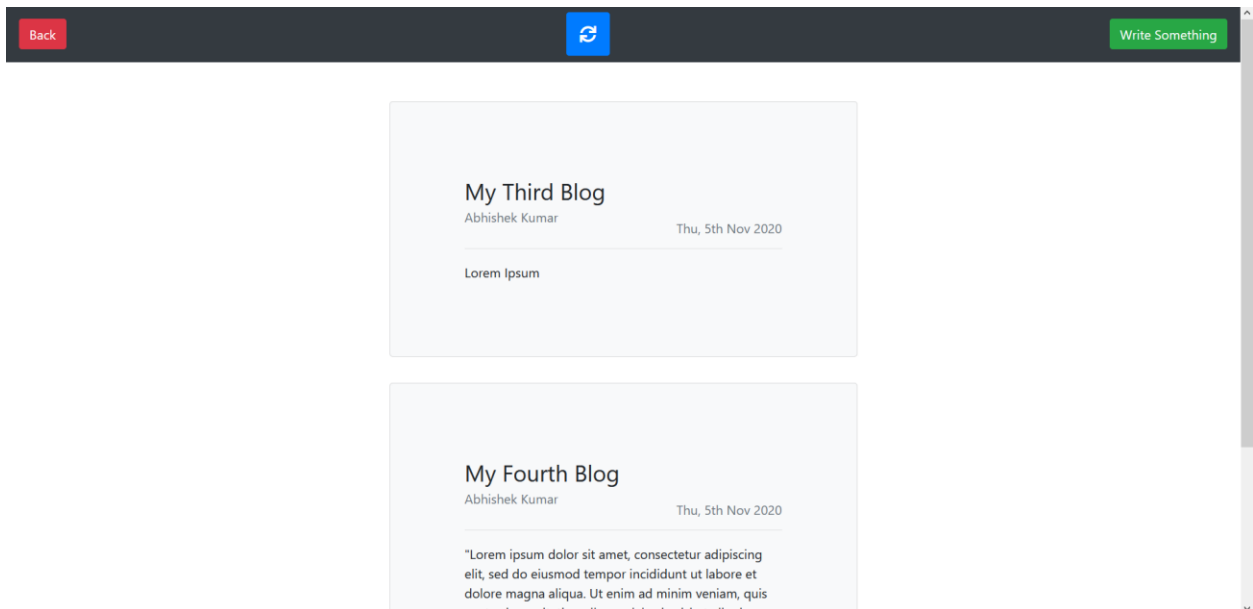 Back
Write Something
My Third Blog
Abhishek Kumar
Thu, 5th Nov 2020
Lorem Ipsum
My Fourth Blog
Abhishek Kumar
Thu, 5th Nov 2020
"Lorem ipsum dolor sit amet, consectetur adipiscing
elit, sed do eiusmod tempor incididunt ut labore et
dolore magna aliqua. Ut enim ad minim veniam, quis